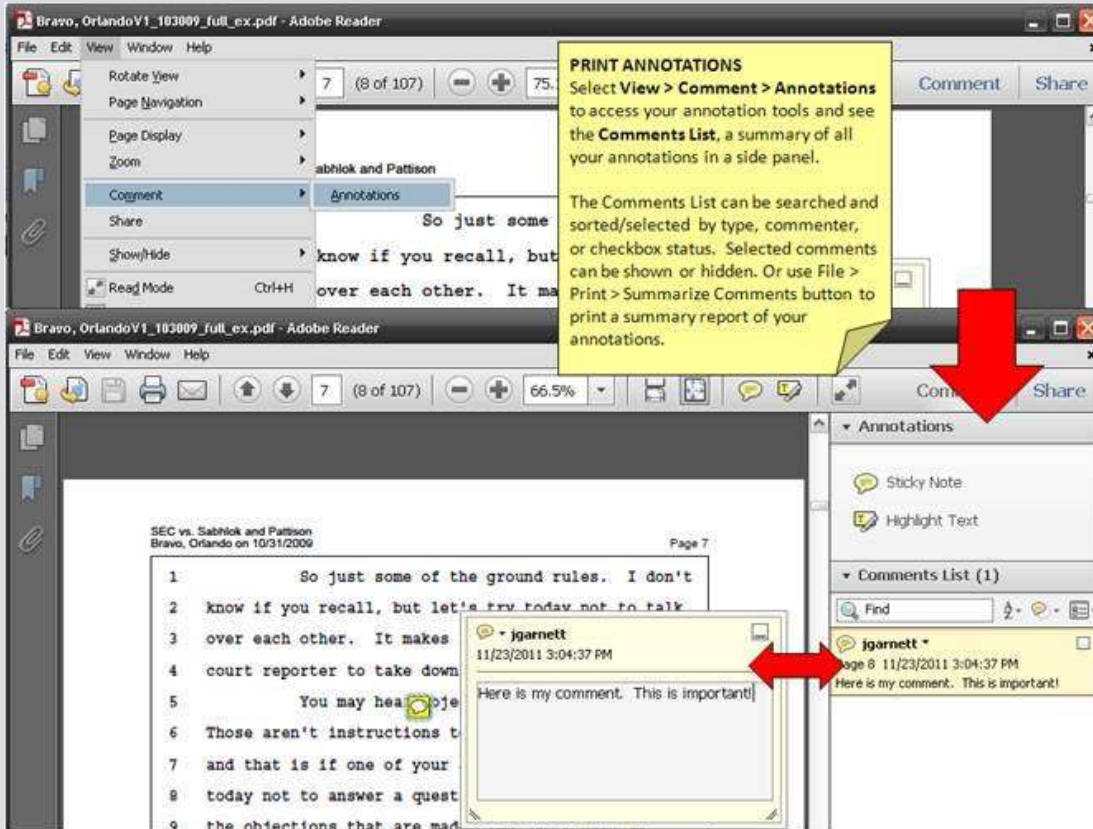 Bravo, OrlandoV1_103009_full_ex.pdf - Adobe Reader
File Edit View Window Help
7 (8 of 107) 75. Comment Share
Rotate View
Page Navigation
Page Display
Zoom
Comment
Annotations
Share
Show/Hide
Read Mode Ctrl+H
abhlok and Pattison
So just some
know if you recall, but
over each other. It ma
PRINT ANNOTATIONS
Select View > Comment > Annotations
to access your annotation tools and see
the Comments List, a summary of all
your annotations in a side panel.
The Comments List can be searched and
sorted/selected by type, commenter,
or checkbox status. Selected comments
can be shown or hidden. Or use File >
Print > Summarize Comments button to
print a summary report of your
annotations.
Bravo, OrlandoV1_103009_full_ex.pdf - Adobe Reader
File Edit View Window Help
7 (8 of 107) 66.5% Com Share
SEC vs. Sabhlok and Pattison
Bravo, Orlando on 10/31/2009 Page 7
1 So just some of the ground rules. I don't
2 know if you recall, but let's try today not to talk
3 over each other. It makes
4 court reporter to take down
5 You may hea obje
6 Those aren't instructions t
7 and that is if one of your
8 today not to answer a quest
9 the objections that are mad
jgarnett
11/23/2011 3:04:37 PM
Here is my comment. This is important!
Annotations
Sticky Note
Highlight Text
Comments List (1)
Find
jgarnett *
Page 8 11/23/2011 3:04:37 PM
Here is my comment. This is important!